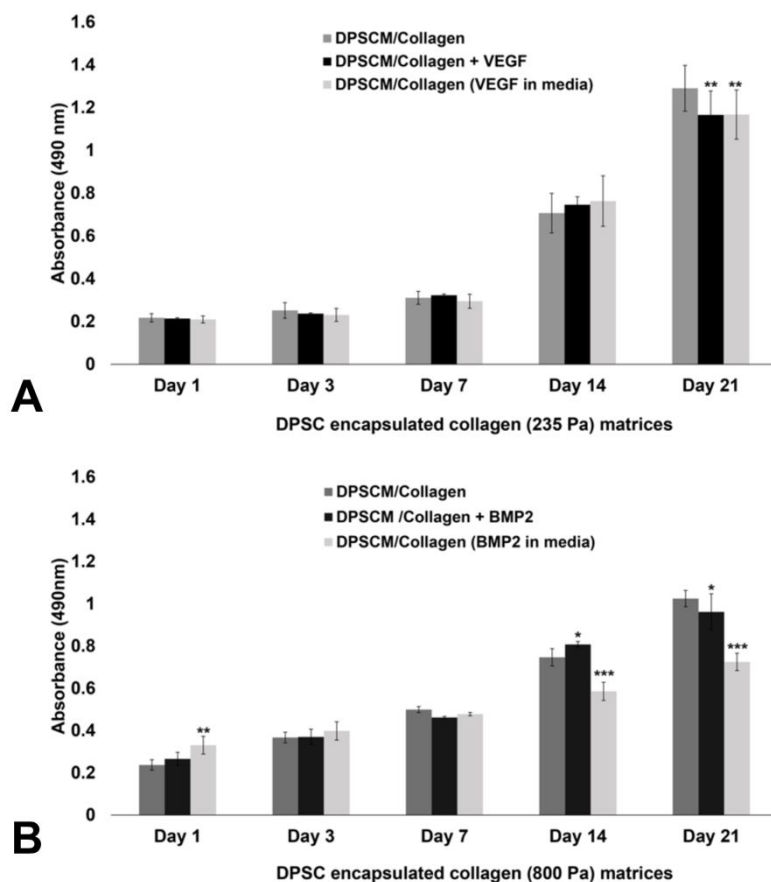 1.6
1.4
1.2
1
0.8
0.6
0.4
0.2
0
Absorbance (490 nm)
DPSCM/Collagen
DPSCM/Collagen + VEGF
DPSCM/Collagen (VEGF in media)
** **
Day 1 Day 3 Day 7 Day 14 Day 21
A
DPSC encapsulated collagen (235 Pa) matrices
1.6
1.4
1.2
1
0.8
0.6
0.4
0.2
0
Absorbance (490nm)
DPSCM/Collagen
DPSCM /Collagen + BMP2
DPSCM/Collagen (BMP2 in media)
** * *** * ***
Day 1 Day 3 Day 7 Day 14 Day 21
B
DPSC encapsulated collagen (800 Pa) matrices